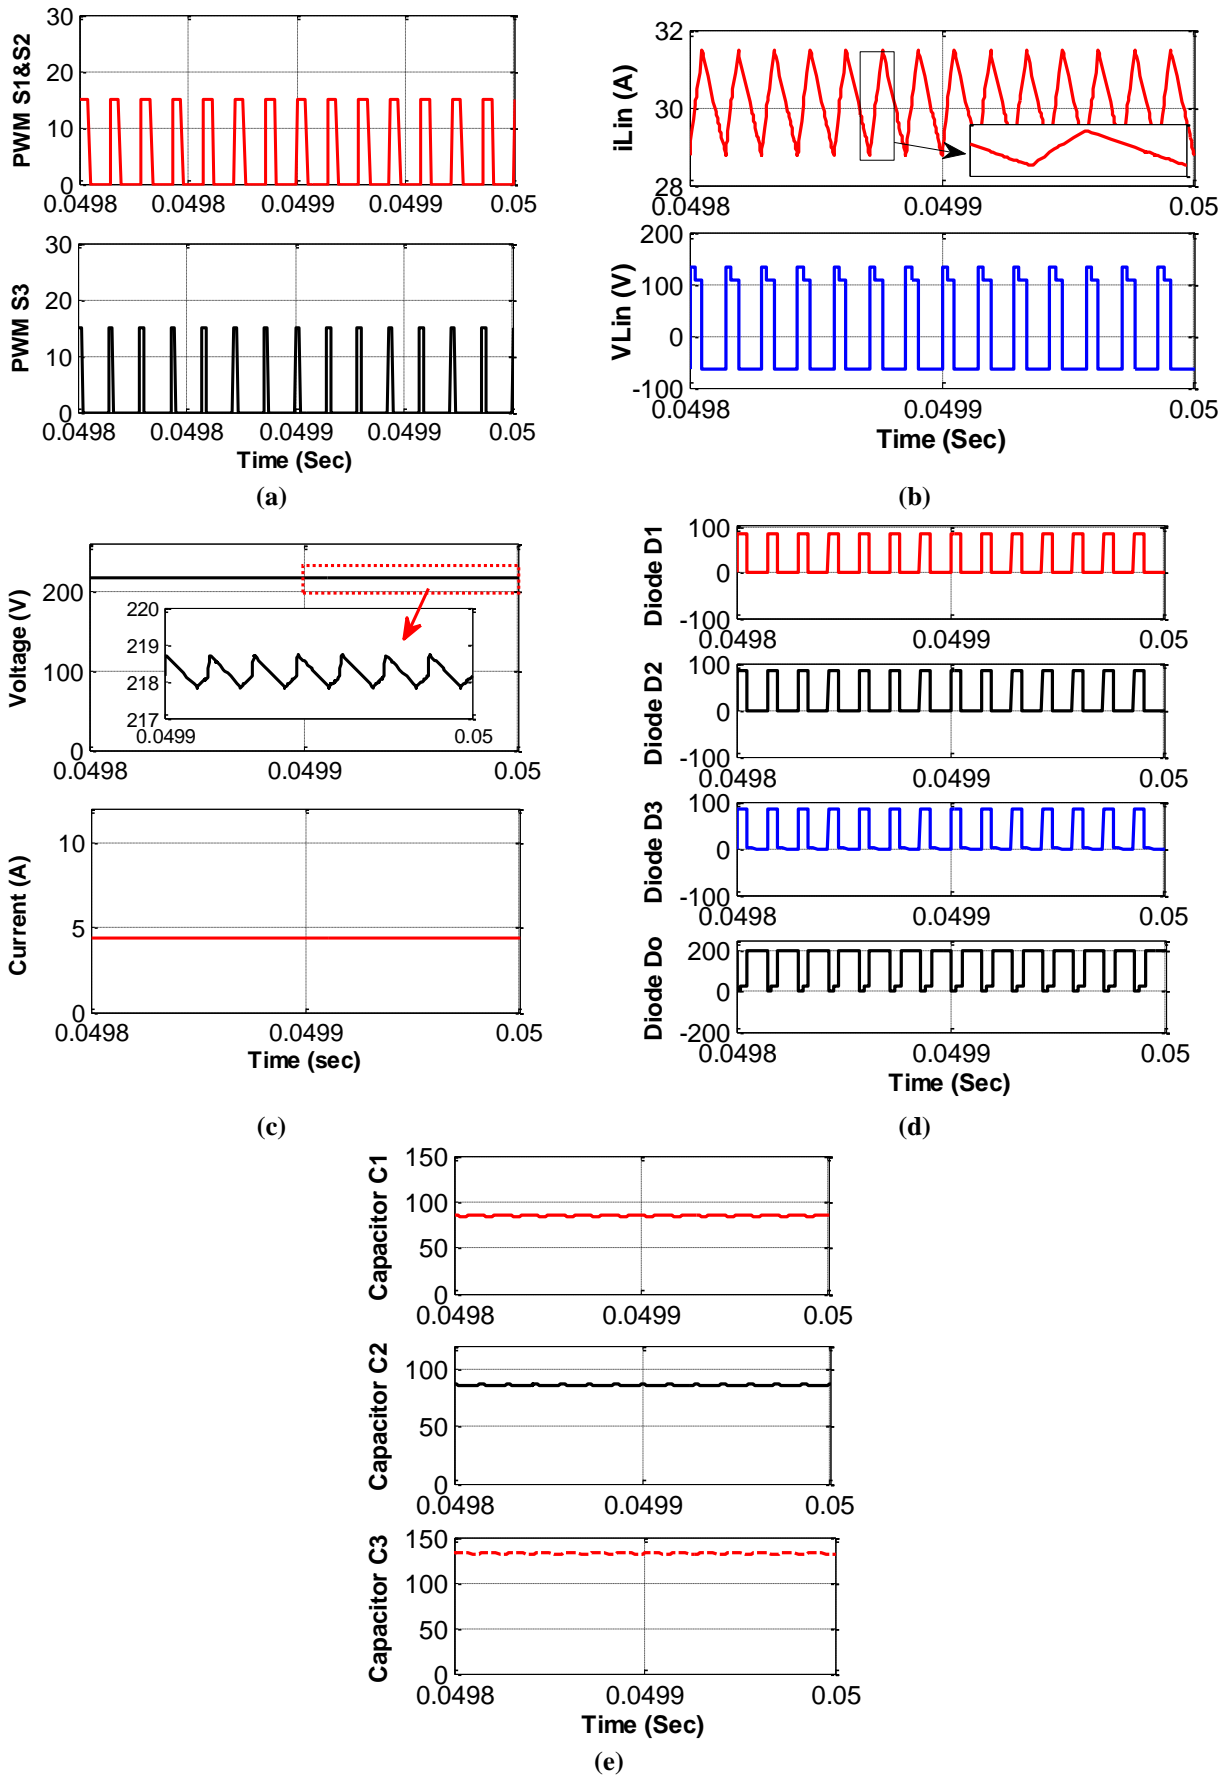 PWM S1&S2
30
20
10
0
0.0498 0.0498 0.0499 0.0499 0.05
PWM S3
30
20
10
0
0.0498 0.0498 0.0499 0.0499 0.05
Time (Sec)
(a)
iLin (A)
32
30
28
0.0498 0.0499 0.05
VLin (V)
200
100
0
-100
0.0498 0.0499 0.05
Time (Sec)
(b)
Voltage (V)
200
100
0
220
219
218
217
0.0499 0.05
0.0498 0.0499 0.05
Current (A)
10
5
0
0.0498 0.0499 0.05
Time (sec)
(c)
Diode D1
100
0
-100
0.0498 0.0499 0.05
Diode D2
100
0
-100
0.0498 0.0499 0.05
Diode D3
100
0
-100
0.0498 0.0499 0.05
Diode Do
200
0
-200
0.0498 0.0499 0.05
Time (Sec)
(d)
Capacitor C1
150
100
50
0
0.0498 0.0499 0.05
Capacitor C2
100
50
0
0.0498 0.0499 0.05
Capacitor C3
150
100
50
0
0.0498 0.0499 0.05
Time (Sec)
(e)